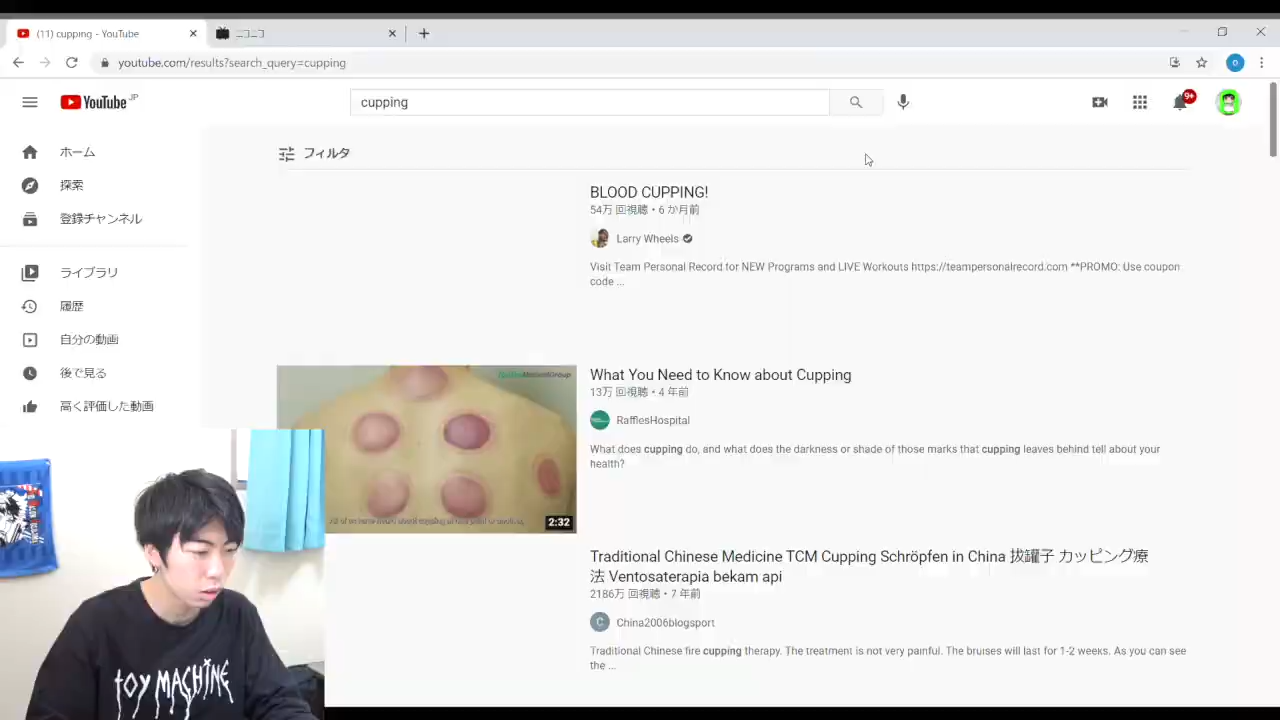 (11) cupping - YouTube
ニコニコ
youtube.com/results?search_query=cupping
YouTube JP
cupping
9+
ホーム
探索
登録チャンネル
ライブラリ
履歴
自分の動画
後で見る
高く評価した動画
フィルタ
BLOOD CUPPING!
54万 回視聴・6 か月前
Larry Wheels
Visit Team Personal Record for NEW Programs and LIVE Workouts https://teampersonalrecord.com **PROMO: Use coupon
code ...
What You Need to Know about Cupping
13万 回視聴・4 年前
RafflesHospital
What does cupping do, and what does the darkness or shade of those marks that cupping leaves behind tell about your
health?
2:32
Traditional Chinese Medicine TCM Cupping Schröpfen in China 拔罐子 カッピング療
法 Ventosaterapia bekam api
2186万 回視聴・7 年前
China2006blogsport
Traditional Chinese fire cupping therapy. The treatment is not very painful. The bruises will last for 1-2 weeks. As you can see
the ...
TOY MACHINE